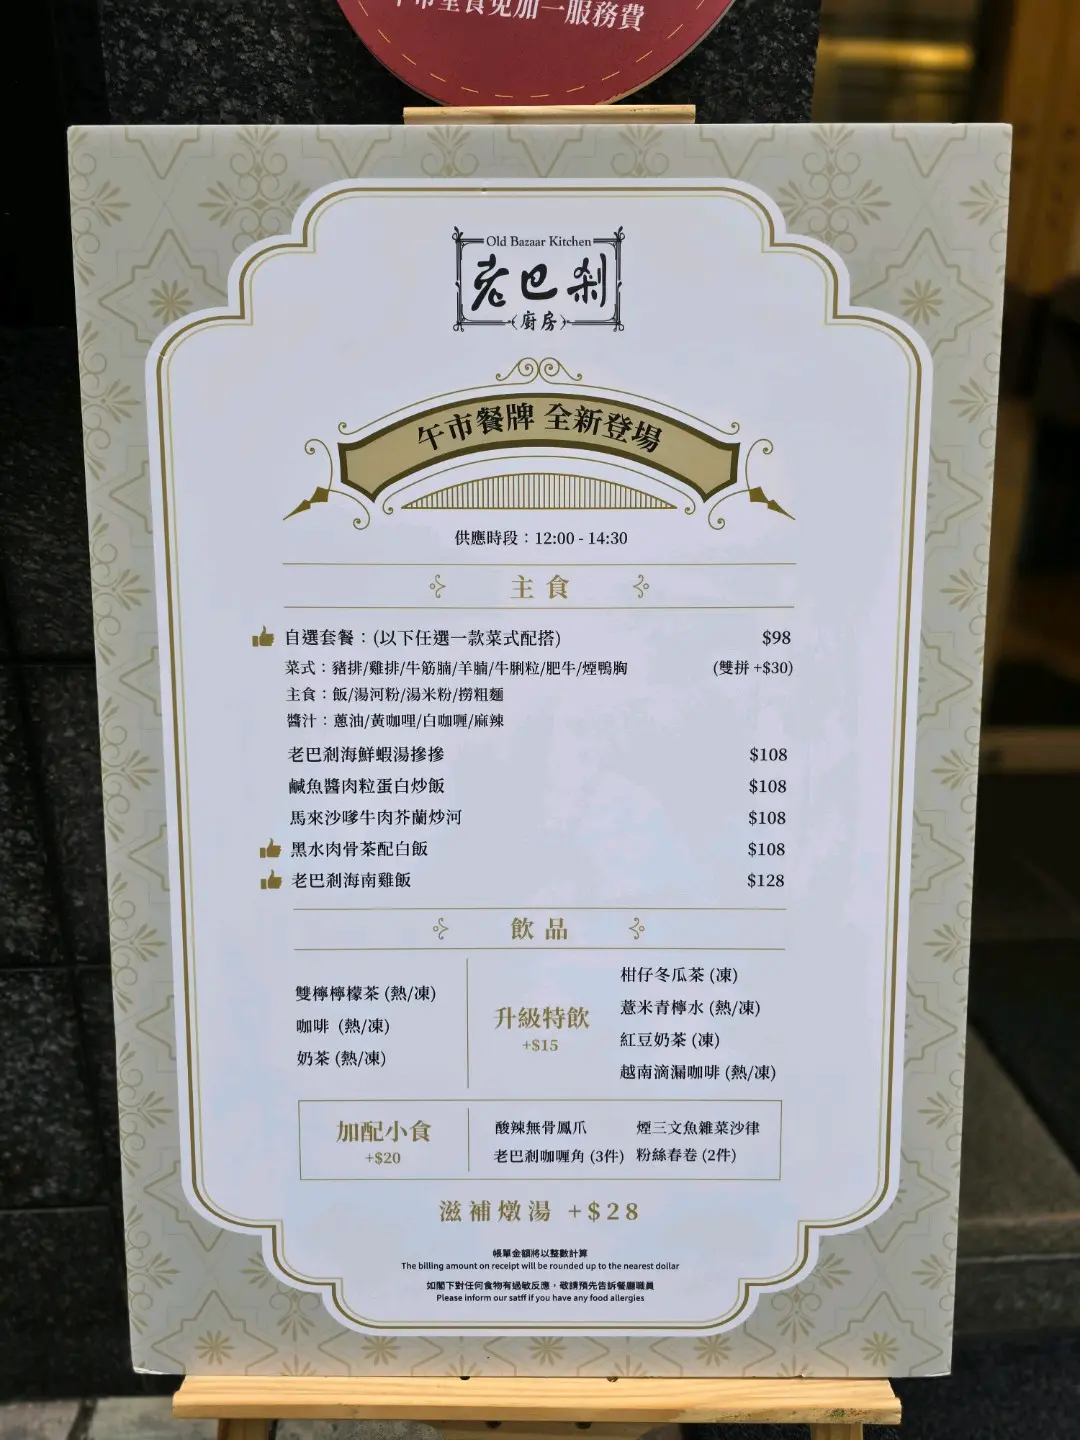 午市堂食免加一服務費
Old Bazaar Kitchen
老巴剎
廚房
午市餐牌 全新登場
供應時段：12:00 - 14:30
主食
自選套餐：(以下任選一款菜式配搭) $98
菜式：豬排/雞排/牛筋腩/羊腩/牛脷粒/肥牛/煙鴨胸 (雙拼 +$30)
主食：飯/湯河粉/湯米粉/撈粗麵
醬汁：蔥油/黃咖哩/白咖喱/麻辣
老巴剎海鮮蝦湯摻摻 $108
鹹魚醬肉粒蛋白炒飯 $108
馬來沙嗲牛肉芥蘭炒河 $108
黑水肉骨茶配白飯 $108
老巴剎海南雞飯 $128
飲品
雙檸檸檬茶 (熱/凍)
咖啡 (熱/凍)
奶茶 (熱/凍)
升級特飲
+$15
柑仔冬瓜茶 (凍)
薏米青檸水 (熱/凍)
紅豆奶茶 (凍)
越南滴漏咖啡 (熱/凍)
加配小食
+$20
酸辣無骨鳳爪 煙三文魚雜菜沙律
老巴剎咖喱角 (3件) 粉絲春卷 (2件)
滋補燉湯 +$28
帳單金額將以整數計算
The billing amount on receipt will be rounded up to the nearest dollar
如閣下對任何食物有過敏反應，敬請預先告訴餐廳職員
Please inform our satff if you have any food allergies